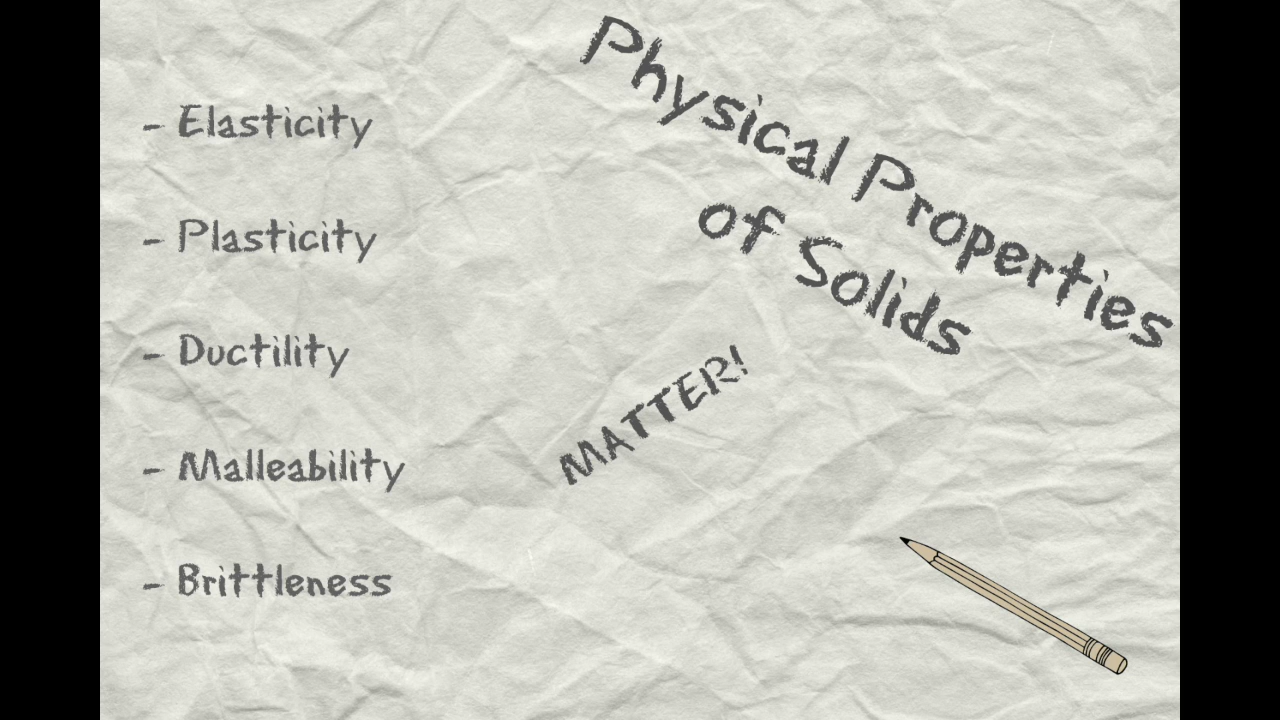 Physical Properties
of Solids
- Elasticity
- Plasticity
- Ductility
- Malleability
- Brittleness
MATTER!